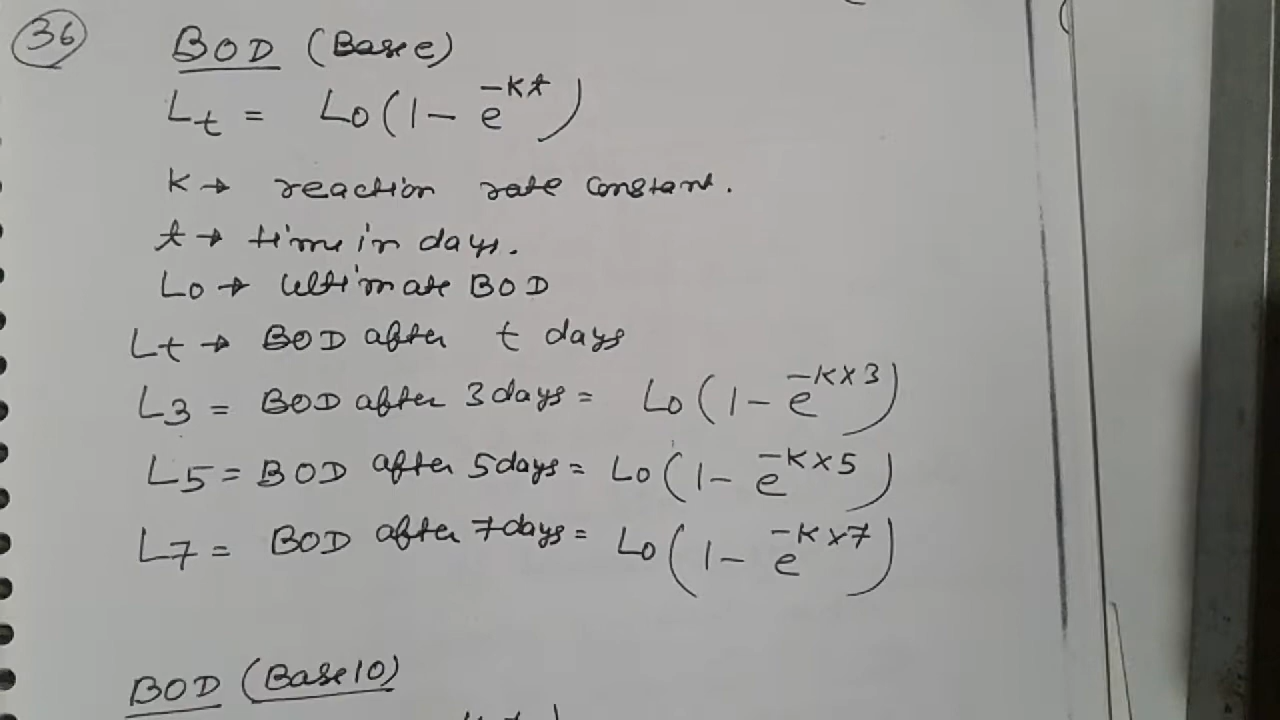 36
BOD (Base e)
Lt = Lo(1 - e^-Kt)
K → reaction rate constant.
t → time in days.
Lo → Ultimate BOD
Lt → BOD after t days
L3 = BOD after 3 days = Lo(1 - e^-K×3)
L5 = BOD after 5 days = Lo(1 - e^-K×5)
L7 = BOD after 7 days = Lo(1 - e^-K×7)
BOD (Base 10)